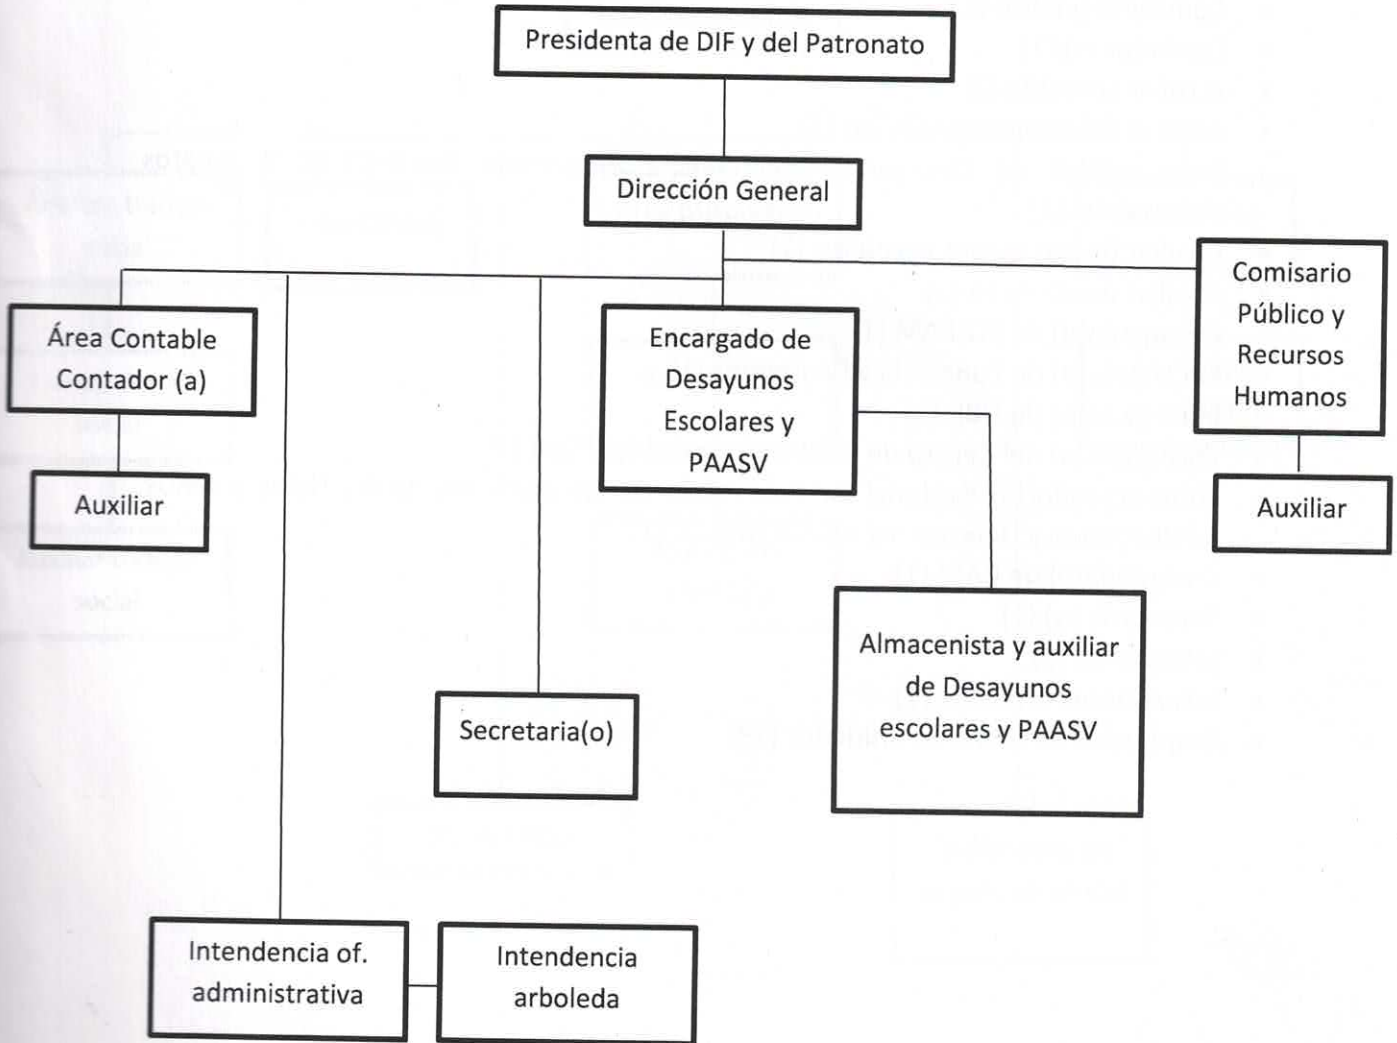 Presidenta de DIF y del Patronato
Dirección General
Comisario
Público y
Recursos
Humanos
Área Contable
Contador (a)
Encargado de
Desayunos
Escolares y
PAASV
Auxiliar
Auxiliar
Almacenista y auxiliar
de Desayunos
escolares y PAASV
Secretaria(o)
Intendencia of.
administrativa
Intendencia
arboleda